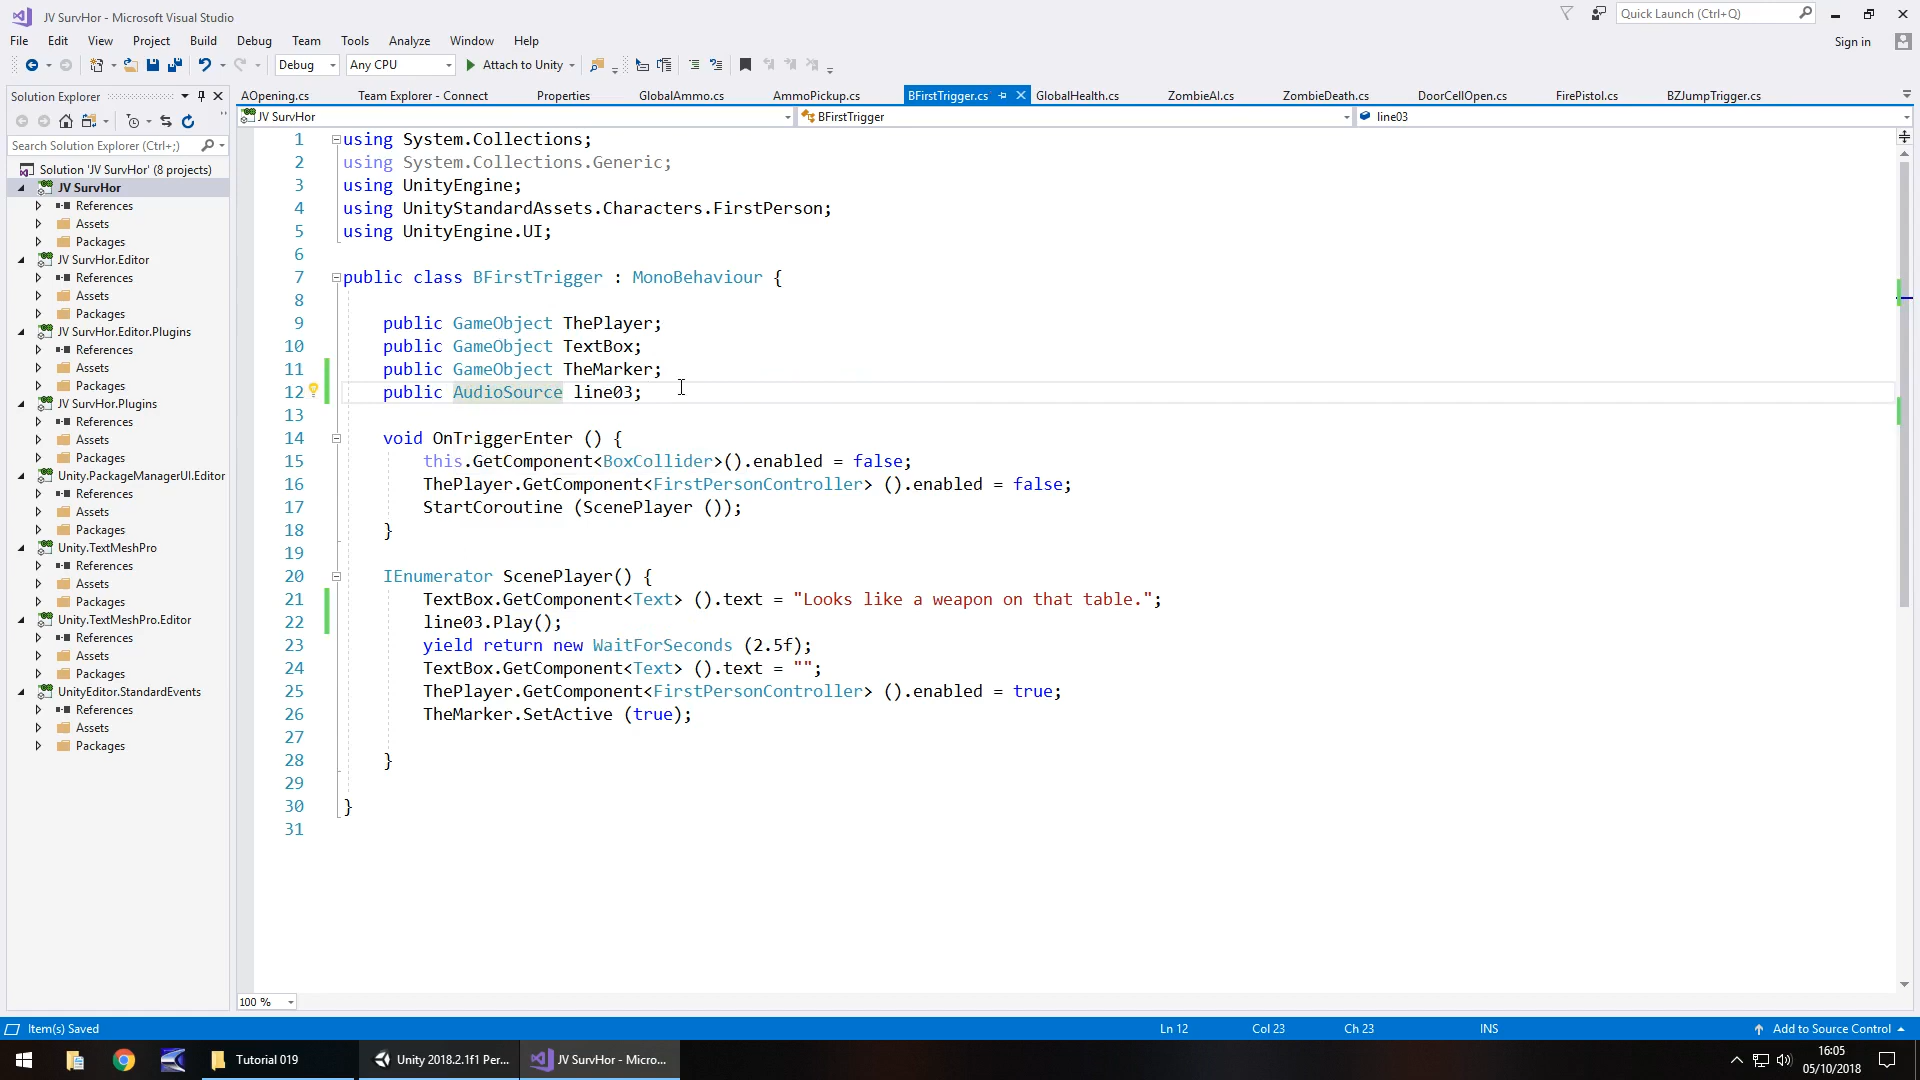 JV SurvHor - Microsoft Visual Studio
Quick Launch (Ctrl+Q)
File Edit View Project Build Debug Team Tools Analyze Window Help
Sign in
Debug Any CPU Attach to Unity
Solution Explorer
AOpening.cs Team Explorer - Connect Properties GlobalAmmo.cs AmmoPickup.cs BFirstTrigger.cs GlobalHealth.cs ZombieAI.cs ZombieDeath.cs DoorCellOpen.cs FirePistol.cs BZJumpTrigger.cs
JV SurvHor BFirstTrigger line03
Search Solution Explorer (Ctrl+;)
Solution 'JV SurvHor' (8 projects)
JV SurvHor
References
Assets
Packages
JV SurvHor.Editor
References
Assets
Packages
JV SurvHor.Editor.Plugins
References
Assets
Packages
JV SurvHor.Plugins
References
Assets
Packages
Unity.PackageManagerUI.Editor
References
Assets
Packages
Unity.TextMeshPro
References
Assets
Packages
Unity.TextMeshPro.Editor
References
Assets
Packages
UnityEditor.StandardEvents
References
Assets
Packages
1 using System.Collections;
2 using System.Collections.Generic;
3 using UnityEngine;
4 using UnityStandardAssets.Characters.FirstPerson;
5 using UnityEngine.UI;
6
7 public class BFirstTrigger : MonoBehaviour {
8
9 public GameObject ThePlayer;
10 public GameObject TextBox;
11 public GameObject TheMarker;
12 public AudioSource line03;
13
14 void OnTriggerEnter () {
15 this.GetComponent<BoxCollider>().enabled = false;
16 ThePlayer.GetComponent<FirstPersonController> ().enabled = false;
17 StartCoroutine (ScenePlayer ());
18 }
19
20 IEnumerator ScenePlayer() {
21 TextBox.GetComponent<Text> ().text = "Looks like a weapon on that table.";
22 line03.Play();
23 yield return new WaitForSeconds (2.5f);
24 TextBox.GetComponent<Text> ().text = "";
25 ThePlayer.GetComponent<FirstPersonController> ().enabled = true;
26 TheMarker.SetActive (true);
27
28 }
29
30 }
31
100 %
Item(s) Saved Ln 12 Col 23 Ch 23 INS Add to Source Control
Tutorial 019 Unity 2018.2.1f1 Per... JV SurvHor - Micro...
16:05
05/10/2018